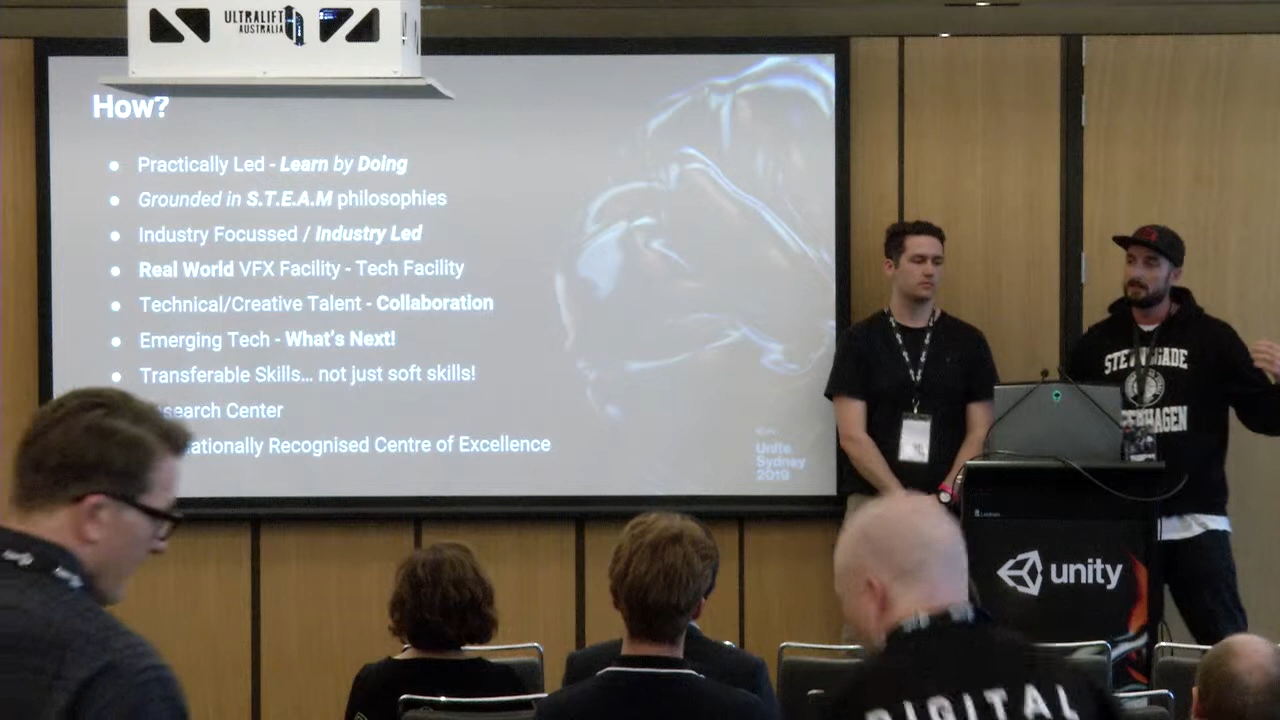 ULTRALIFT
AUSTRALIA
How?
Practically Led - Learn by Doing
Grounded in S.T.E.A.M philosophies
Industry Focussed / Industry Led
Real World VFX Facility - Tech Facility
Technical/Creative Talent - Collaboration
Emerging Tech - What's Next!
Transferable Skills... not just soft skills!
Center
Recognised Centre of Excellence
Unite
Sydney
2019
unity
DIGITAL